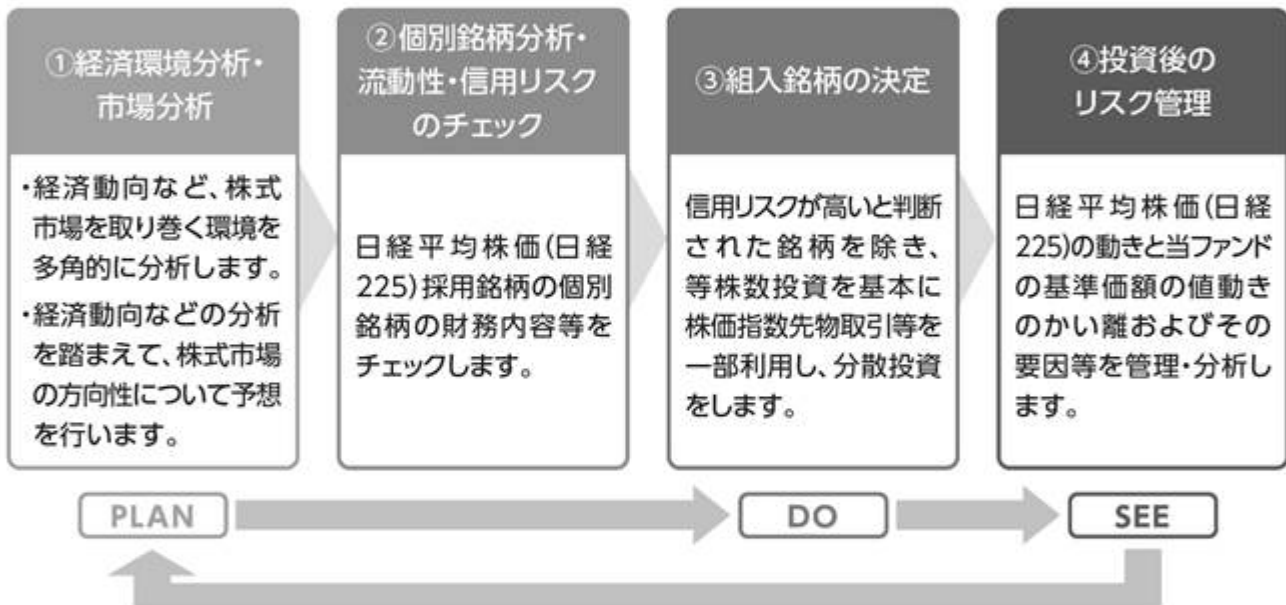 ①経済環境分析・
市場分析
・経済動向など、株式
市場を取り巻く環境を
多角的に分析します。
・経済動向などの分析
を踏まえて、株式市場
の方向性について予想
を行います。
②個別銘柄分析・
流動性・信用リスク
のチェック
日経平均株価(日経
225)採用銘柄の個別
銘柄の財務内容等を
チェックします。
③組入銘柄の決定
信用リスクが高いと判断
された銘柄を除き、
等株数投資を基本に
株価指数先物取引等を
一部利用し、分散投資
をします。
④投資後の
リスク管理
日経平均株価(日経
225)の動きと当ファンド
の基準価額の値動き
のかい離およびその
要因等を管理・分析し
ます。
PLAN
DO
SEE